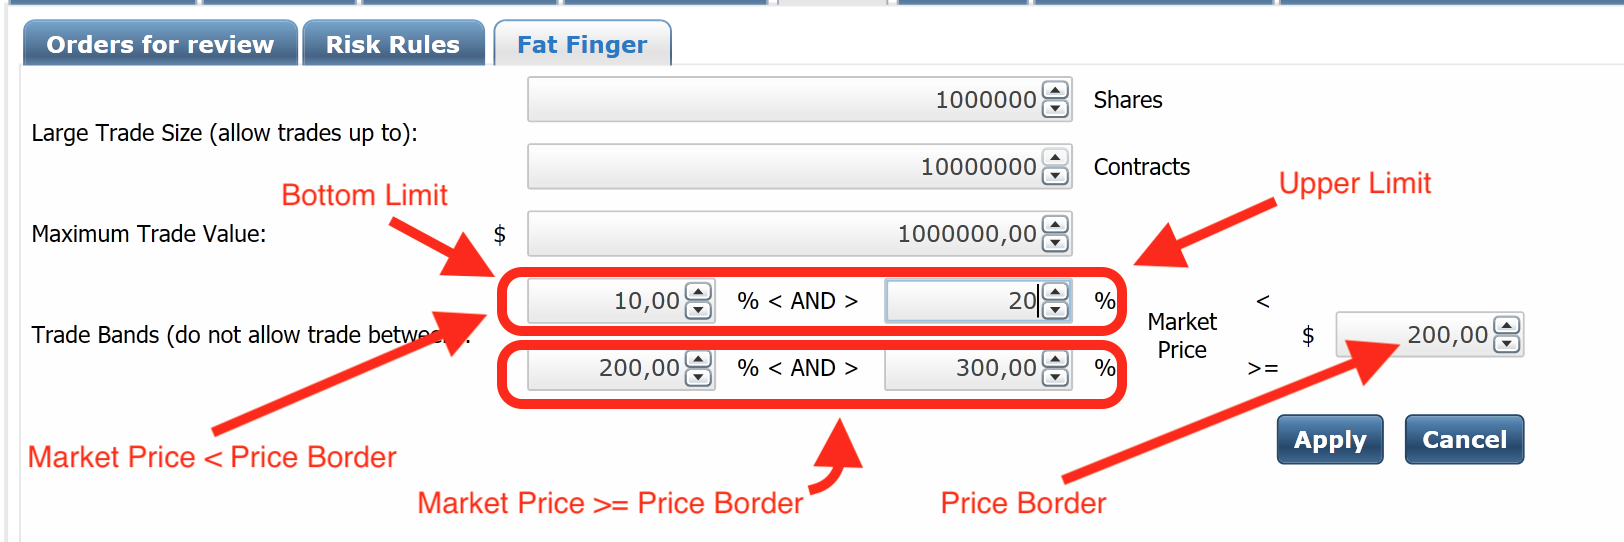 Orders for review
Risk Rules
Fat Finger
1000000
Shares
Large Trade Size (allow trades up to):
10000000
Contracts
Bottom Limit
Upper Limit
Maximum Trade Value:
$
1000000,00
10,00
% < AND >
20
%
<
Trade Bands (do not allow trade between):
Market
Price
$
200,00
200,00
% < AND >
300,00
%
>=
Apply
Cancel
Market Price < Price Border
Market Price >= Price Border
Price Border